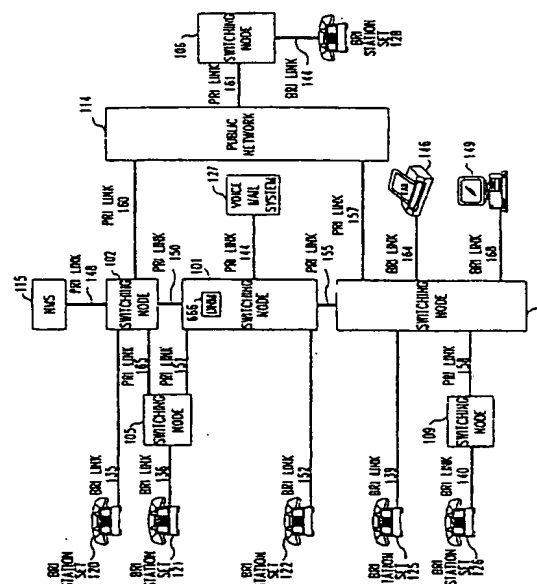 106
SWITCHING
NODE
PRI LINK
161
BRI LINK
144
BRI
STATION
SET
128
114
PUBLIC
NETWORK
PRI LINK
160
127
VOICE
MAIL
SYSTEM
PRI LINK
157
146
149
BRI LINK
164
BRI LINK
168
115
NMS
PRI LINK
148
102
SWITCHING
NODE
PRI LINK
150
101
666
SWITCHING
NODE
PRI LINK
144
PRI LINK
155
SWITCHING
NODE
PRI LINK
165
PRI LINK
151
105
SWITCHING
NODE
109
SWITCHING
NODE
PRI LINK
158
BRI LINK
135
BRI LINK
136
BRI LINK
152
BRI LINK
139
BRI LINK
140
BRI
STATION
SET
120
BRI
STATION
SET
121
BRI
STATION
SET
122
BRI
STATION
SET
125
BRI
STATION
SET
126